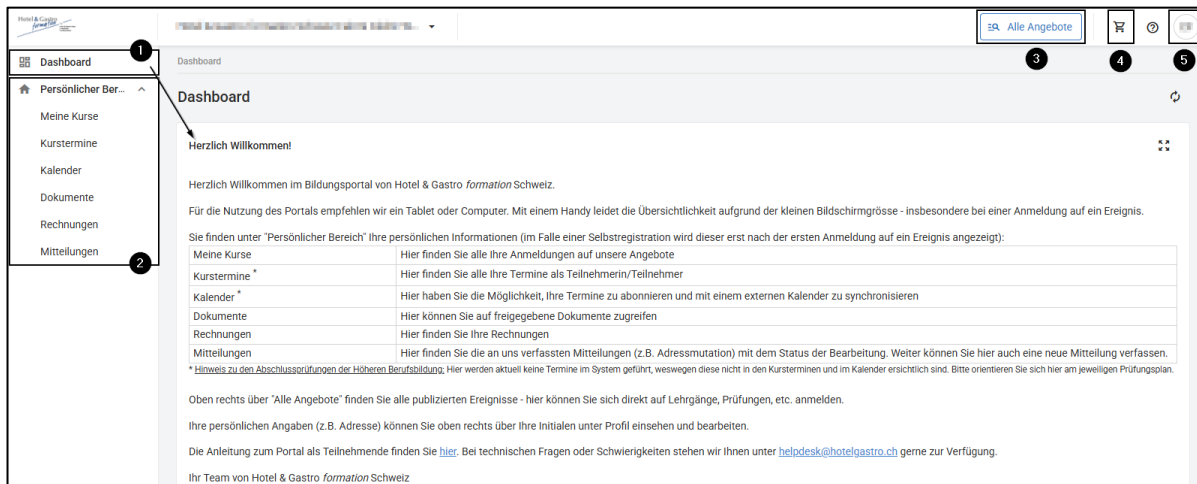 Hotel & Gastro
formation
Alle Angebote
1
3
4
5
Dashboard
Persönlicher Ber...
Meine Kurse
Kurstermine
Kalender
Dokumente
Rechnungen
Mitteilungen
2
Dashboard
Dashboard
Herzlich Willkommen!
Herzlich Willkommen im Bildungsportal von Hotel & Gastro formation Schweiz.
Für die Nutzung des Portals empfehlen wir ein Tablet oder Computer. Mit einem Handy leidet die Übersichtlichkeit aufgrund der kleinen Bildschirmgrösse - insbesondere bei einer Anmeldung auf ein Ereignis.
Sie finden unter "Persönlicher Bereich" Ihre persönlichen Informationen (im Falle einer Selbstregistration wird dieser erst nach der ersten Anmeldung auf ein Ereignis angezeigt):
Meine Kurse Hier finden Sie alle Ihre Anmeldungen auf unsere Angebote
Kurstermine * Hier finden Sie alle Ihre Termine als Teilnehmerin/Teilnehmer
Kalender * Hier haben Sie die Möglichkeit, Ihre Termine zu abonnieren und mit einem externen Kalender zu synchronisieren
Dokumente Hier können Sie auf freigegebene Dokumente zugreifen
Rechnungen Hier finden Sie Ihre Rechnungen
Mitteilungen Hier finden Sie die an uns verfassten Mitteilungen (z.B. Adressmutation) mit dem Status der Bearbeitung. Weiter können Sie hier auch eine neue Mitteilung verfassen.
* Hinweis zu den Abschlussprüfungen der Höheren Berufsbildung: Hier werden aktuell keine Termine im System geführt, weswegen diese nicht in den Kursterminen und im Kalender ersichtlich sind. Bitte orientieren Sie sich hier am jeweiligen Prüfungsplan.
Oben rechts über "Alle Angebote" finden Sie alle publizierten Ereignisse - hier können Sie sich direkt auf Lehrgänge, Prüfungen, etc. anmelden.
Ihre persönlichen Angaben (z.B. Adresse) können Sie oben rechts über Ihre Initialen unter Profil einsehen und bearbeiten.
Die Anleitung zum Portal als Teilnehmende finden Sie hier. Bei technischen Fragen oder Schwierigkeiten stehen wir Ihnen unter helpdesk@hotelgastro.ch gerne zur Verfügung.
Ihr Team von Hotel & Gastro formation Schweiz